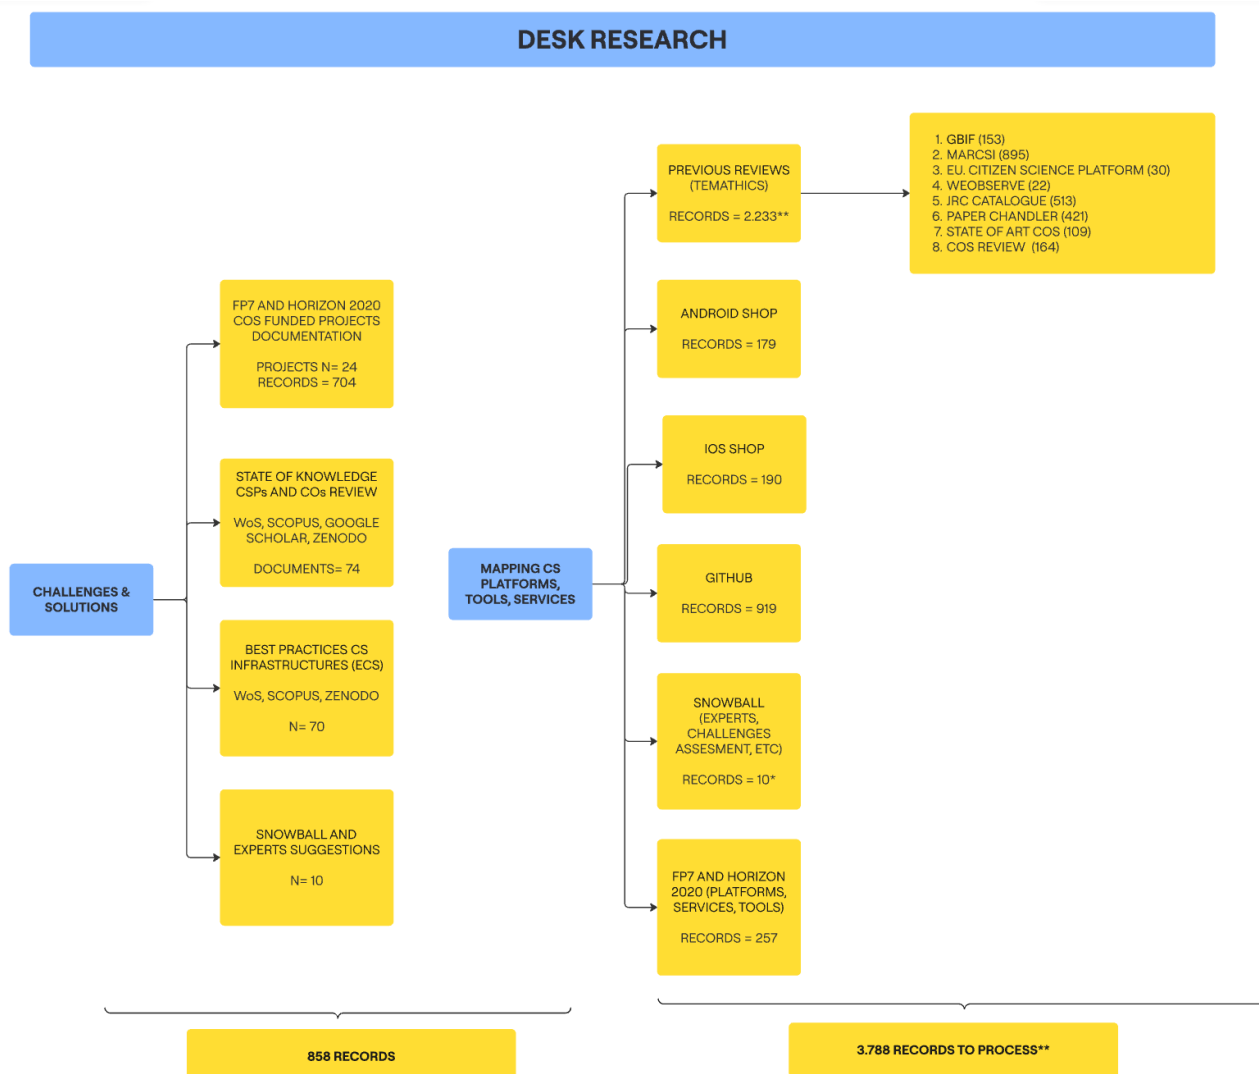 DESK RESEARCH
CHALLENGES &
SOLUTIONS
FP7 AND HORIZON 2020
COS FUNDED PROJECTS
DOCUMENTATION
PROJECTS N= 24
RECORDS = 704
STATE OF KNOWLEDGE
CSPs AND COs REVIEW
WoS, SCOPUS, GOOGLE
SCHOLAR, ZENODO
DOCUMENTS= 74
BEST PRACTICES CS
INFRASTRUCTURES (ECS)
WoS, SCOPUS, ZENODO
N= 70
SNOWBALL AND
EXPERTS SUGGESTIONS
N= 10
858 RECORDS
MAPPING CS
PLATFORMS,
TOOLS, SERVICES
PREVIOUS REVIEWS
(TEMATHICS)
RECORDS = 2.233**
1. GBIF (153)
2. MARCSI (895)
3. EU. CITIZEN SCIENCE PLATFORM (30)
4. WEOBSERVE (22)
5. JRC CATALOGUE (513)
6. PAPER CHANDLER (421)
7. STATE OF ART COS (109)
8. COS REVIEW (164)
ANDROID SHOP
RECORDS = 179
IOS SHOP
RECORDS = 190
GITHUB
RECORDS = 919
SNOWBALL
(EXPERTS,
CHALLENGES
ASSESMENT, ETC)
RECORDS = 10*
FP7 AND HORIZON
2020 (PLATFORMS,
SERVICES, TOOLS)
RECORDS = 257
3.788 RECORDS TO PROCESS**